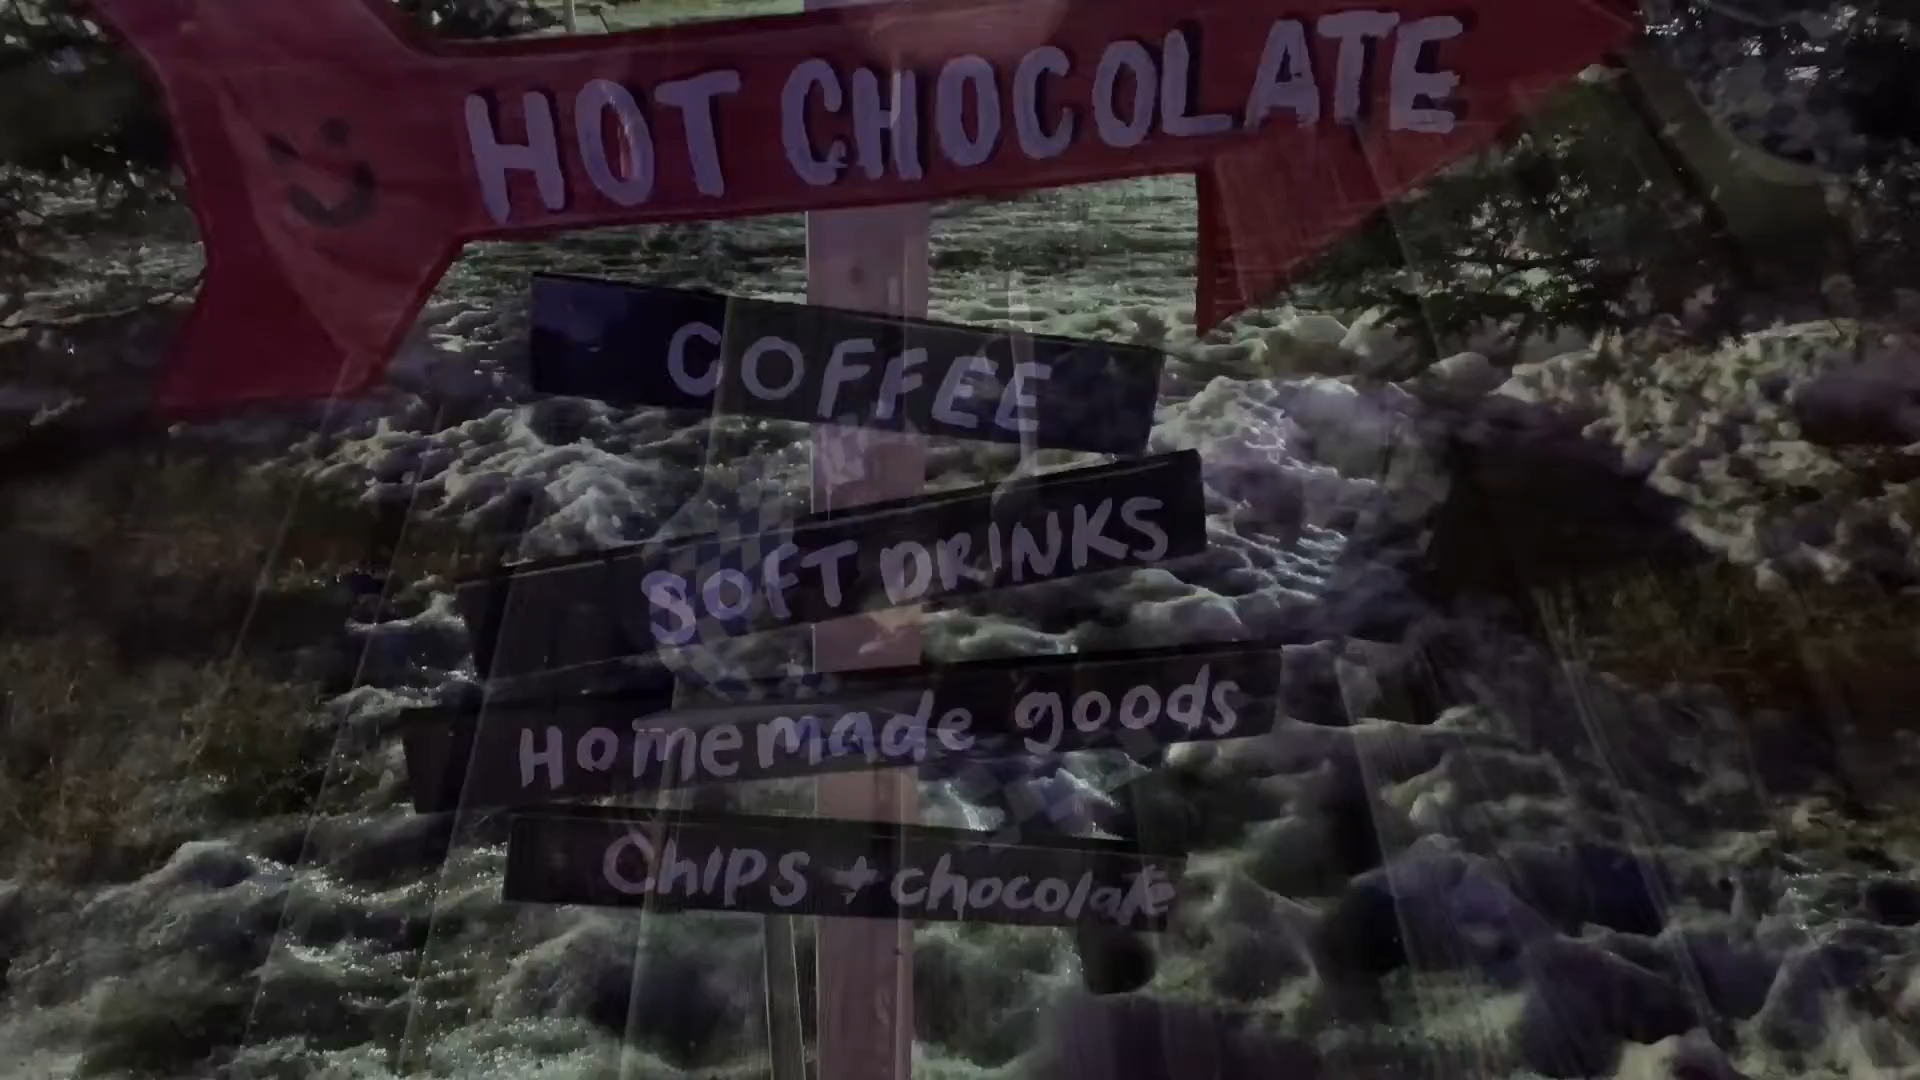 HOT CHOCOLATE
COFFEE
SOFT DRINKS
Homemade goods
Chips + chocolate